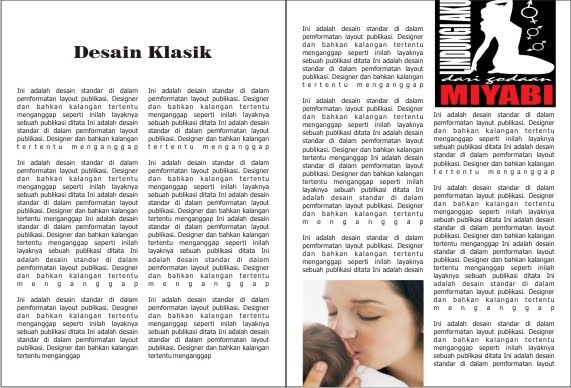 Desain Klasik
Ini adalah desain standar di dalam
pemformatan layout publikasi. Designer
dan bahkan kalangan tertentu
menganggap seperti inilah layaknya
sebuah publikasi ditata Ini adalah desain
standar di dalam pemformatan layout
publikasi. Designer dan bahkan kalangan
tertentu menganggap
Ini adalah desain standar di dalam
pemformatan layout publikasi. Designer
dan bahkan kalangan tertentu
menganggap seperti inilah layaknya
sebuah publikasi ditata Ini adalah desain
standar di dalam pemformatan layout
publikasi. Designer dan bahkan kalangan
tertentu menganggap Ini adalah desain
standar di dalam pemformatan layout
publikasi. Designer dan bahkan kalangan
tertentu menganggap seperti inilah
layaknya sebuah publikasi ditata Ini
adalah desain standar di dalam
pemformatan layout publikasi. Designer
dan bahkan kalangan tertentu
menganggap
Ini adalah desain standar di dalam
pemformatan layout publikasi. Designer
dan bahkan kalangan tertentu
menganggap seperti inilah layaknya
sebuah publikasi ditata Ini adalah desain
standar di dalam pemformatan layout
publikasi. Designer dan bahkan kalangan
tertentu menganggap
Ini adalah desain standar di dalam
pemformatan layout publikasi. Designer
dan bahkan kalangan tertentu
menganggap seperti inilah layaknya
sebuah publikasi ditata Ini adalah desain
standar di dalam pemformatan layout
publikasi. Designer dan bahkan kalangan
tertentu menganggap
Ini adalah desain standar di dalam
pemformatan layout publikasi. Designer
dan bahkan kalangan tertentu
menganggap seperti inilah layaknya
sebuah publikasi ditata Ini adalah desain
standar di dalam pemformatan layout
publikasi. Designer dan bahkan kalangan
tertentu menganggap Ini adalah desain
standar di dalam pemformatan layout
publikasi. Designer dan bahkan kalangan
tertentu menganggap seperti inilah
layaknya sebuah publikasi ditata Ini
adalah desain standar di dalam
pemformatan layout publikasi. Designer
dan bahkan kalangan tertentu
menganggap
Ini adalah desain standar di dalam
pemformatan layout publikasi. Designer
dan bahkan kalangan tertentu
menganggap seperti inilah layaknya
sebuah publikasi ditata Ini adalah desain
standar di dalam pemformatan layout
publikasi. Designer dan bahkan kalangan
tertentu menganggap
Ini adalah desain standar di dalam
pemformatan layout publikasi. Designer
dan bahkan kalangan tertentu
menganggap seperti inilah layaknya
sebuah publikasi ditata Ini adalah desain
standar di dalam pemformatan layout
publikasi. Designer dan bahkan kalangan
tertentu menganggap
Ini adalah desain standar di dalam
pemformatan layout publikasi. Designer
dan bahkan kalangan tertentu
menganggap seperti inilah layaknya
sebuah publikasi ditata Ini adalah desain
standar di dalam pemformatan layout
publikasi. Designer dan bahkan kalangan
tertentu menganggap Ini adalah desain
standar di dalam pemformatan layout
publikasi. Designer dan bahkan kalangan
tertentu menganggap seperti inilah
layaknya sebuah publikasi ditata Ini
adalah desain standar di dalam
pemformatan layout publikasi. Designer
dan bahkan kalangan tertentu
menganggap
Ini adalah desain standar di dalam
pemformatan layout publikasi. Designer
dan bahkan kalangan tertentu
menganggap seperti inilah layaknya
sebuah publikasi ditata Ini adalah desain
LINDUNGI AKU
dari godaan
MIYABI
Ini adalah desain standar di dalam
pemformatan layout publikasi. Designer
dan bahkan kalangan tertentu
menganggap seperti inilah layaknya
sebuah publikasi ditata Ini adalah desain
standar di dalam pemformatan layout
publikasi. Designer dan bahkan kalangan
tertentu menganggap
Ini adalah desain standar di dalam
pemformatan layout publikasi. Designer
dan bahkan kalangan tertentu
menganggap seperti inilah layaknya
sebuah publikasi ditata Ini adalah desain
standar di dalam pemformatan layout
publikasi. Designer dan bahkan kalangan
tertentu menganggap Ini adalah desain
standar di dalam pemformatan layout
publikasi. Designer dan bahkan kalangan
tertentu menganggap seperti inilah
layaknya sebuah publikasi ditata Ini
adalah desain standar di dalam
pemformatan layout publikasi. Designer
dan bahkan kalangan tertentu
menganggap
Ini adalah desain standar di dalam
pemformatan layout publikasi. Designer
dan bahkan kalangan tertentu
menganggap seperti inilah layaknya
sebuah publikasi ditata Ini adalah desain
standar di dalam pemformatan layout